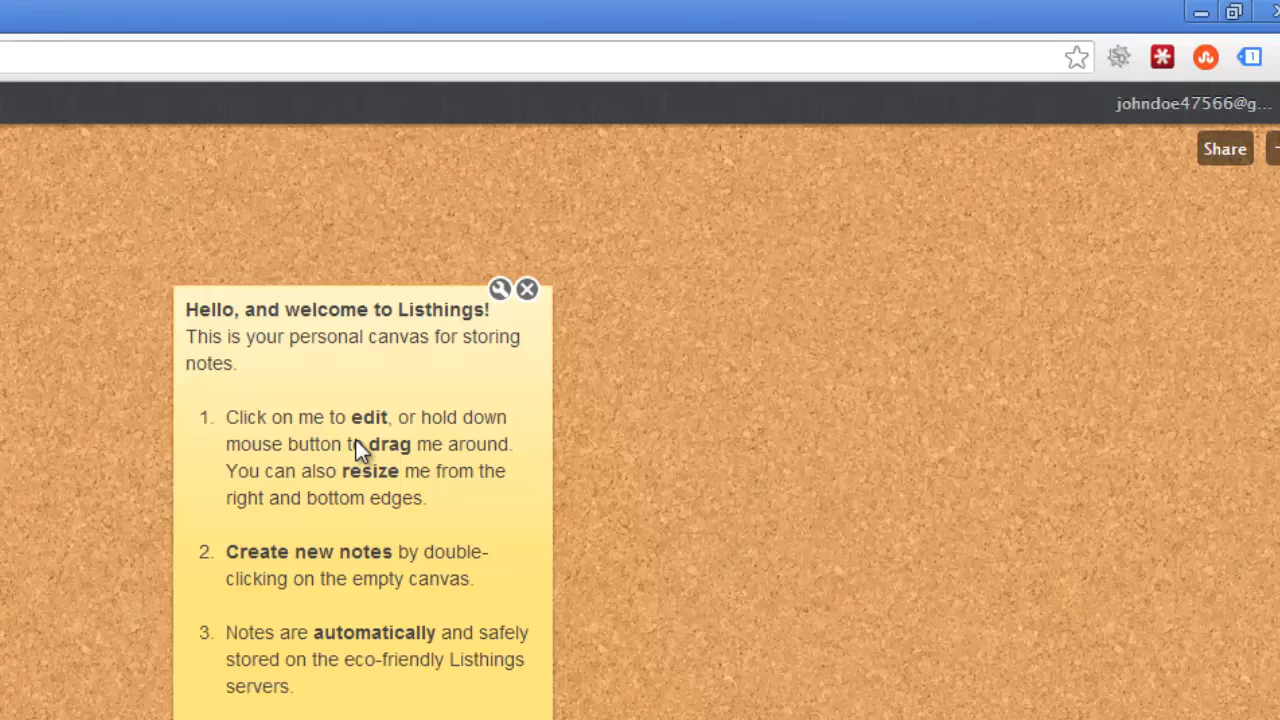 1
johndoe47566@g...
Share
Hello, and welcome to Listhings!
This is your personal canvas for storing
notes.
1. Click on me to edit, or hold down
mouse button to drag me around.
You can also resize me from the
right and bottom edges.
2. Create new notes by double-
clicking on the empty canvas.
3. Notes are automatically and safely
stored on the eco-friendly Listhings
servers.